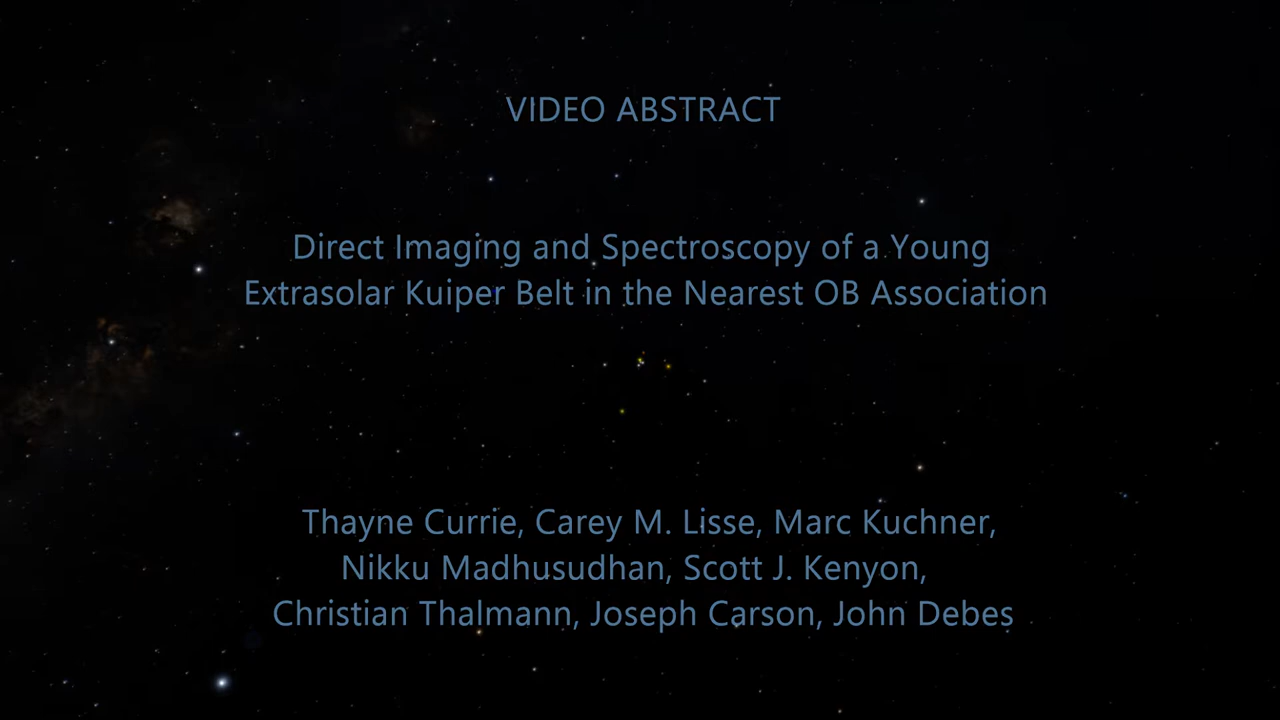 VIDEO ABSTRACT
Direct Imaging and Spectroscopy of a Young
Extrasolar Kuiper Belt in the Nearest OB Association
Thayne Currie, Carey M. Lisse, Marc Kuchner,
Nikku Madhusudhan, Scott J. Kenyon,
Christian Thalmann, Joseph Carson, John Debes